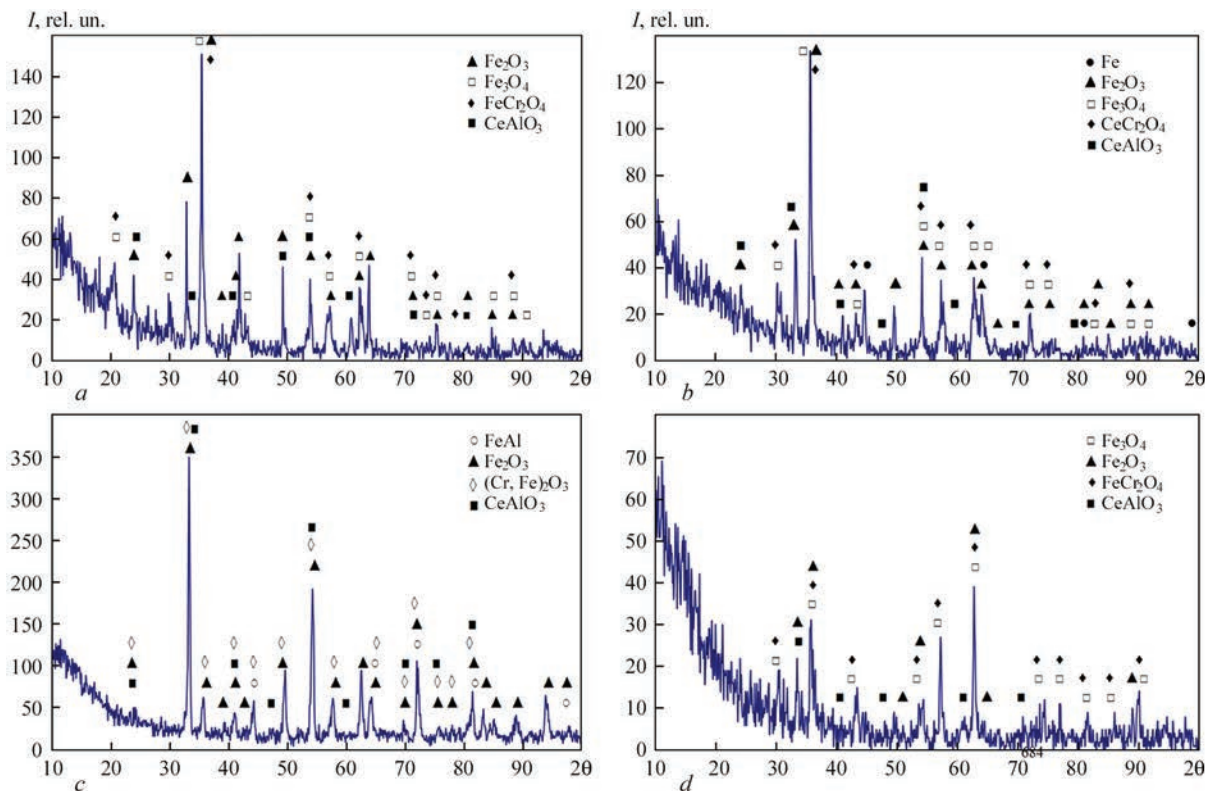 I, rel. un.
140
120
100
80
60
40
20
0
10 20 30 40 50 60 70 80 90 2θ
a
Fe₂O₃
Fe₃O₄
FeCr₂O₄
CeAlO₃
I, rel. un.
120
100
80
60
40
20
0
10 20 30 40 50 60 70 80 90 2θ
b
Fe
Fe₂O₃
Fe₃O₄
CeCr₂O₄
CeAlO₃
350
300
250
200
150
100
50
0
10 20 30 40 50 60 70 80 90 2θ
c
FeAl
Fe₂O₃
(Cr, Fe)₂O₃
CeAlO₃
70
60
50
40
30
20
10
0
684
10 20 30 40 50 60 70 80 90 2θ
d
Fe₃O₄
Fe₂O₃
FeCr₂O₄
CeAlO₃